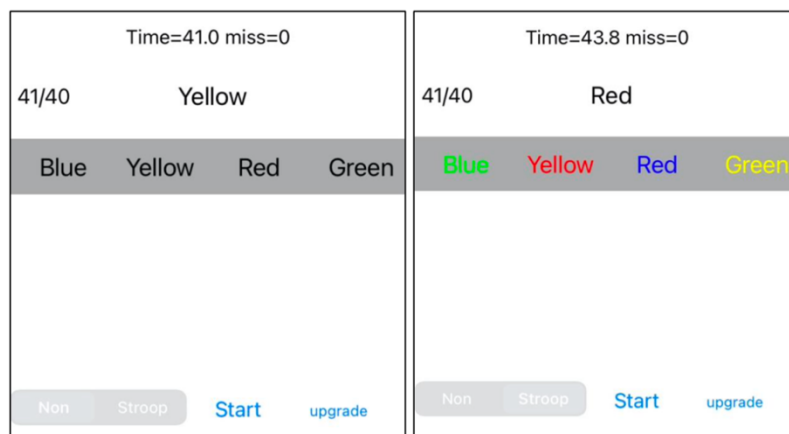 Time=41.0 miss=0
41/40 Yellow
Blue Yellow Red Green
Non Stroop Start upgrade
Time=43.8 miss=0
41/40 Red
Blue Yellow Red Green
Non Stroop Start upgrade